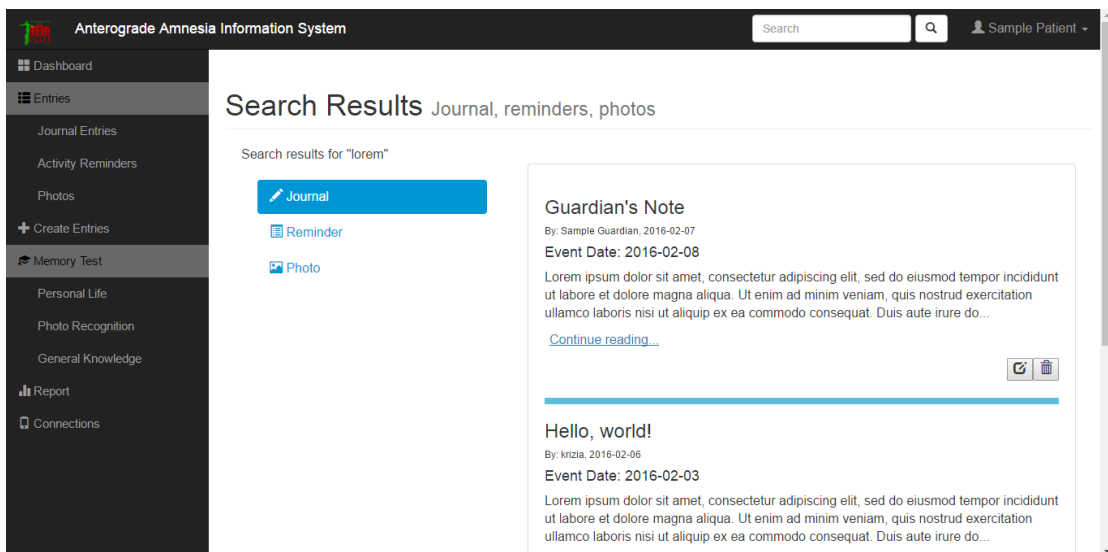 Anterograde Amnesia Information System
Search
Sample Patient
Dashboard
Entries
Journal Entries
Activity Reminders
Photos
Create Entries
Memory Test
Personal Life
Photo Recognition
General Knowledge
Report
Connections
Search Results Journal, reminders, photos
Search results for "lorem"
Journal
Reminder
Photo
Guardian's Note
By: Sample Guardian, 2016-02-07
Event Date: 2016-02-08
Lorem ipsum dolor sit amet, consectetur adipiscing elit, sed do eiusmod tempor incididunt
ut labore et dolore magna aliqua. Ut enim ad minim veniam, quis nostrud exercitation
ullamco laboris nisi ut aliquip ex ea commodo consequat. Duis aute irure do...
Continue reading...
Hello, world!
By: krizia, 2016-02-06
Event Date: 2016-02-03
Lorem ipsum dolor sit amet, consectetur adipiscing elit, sed do eiusmod tempor incididunt
ut labore et dolore magna aliqua. Ut enim ad minim veniam, quis nostrud exercitation
ullamco laboris nisi ut aliquip ex ea commodo consequat. Duis aute irure do...